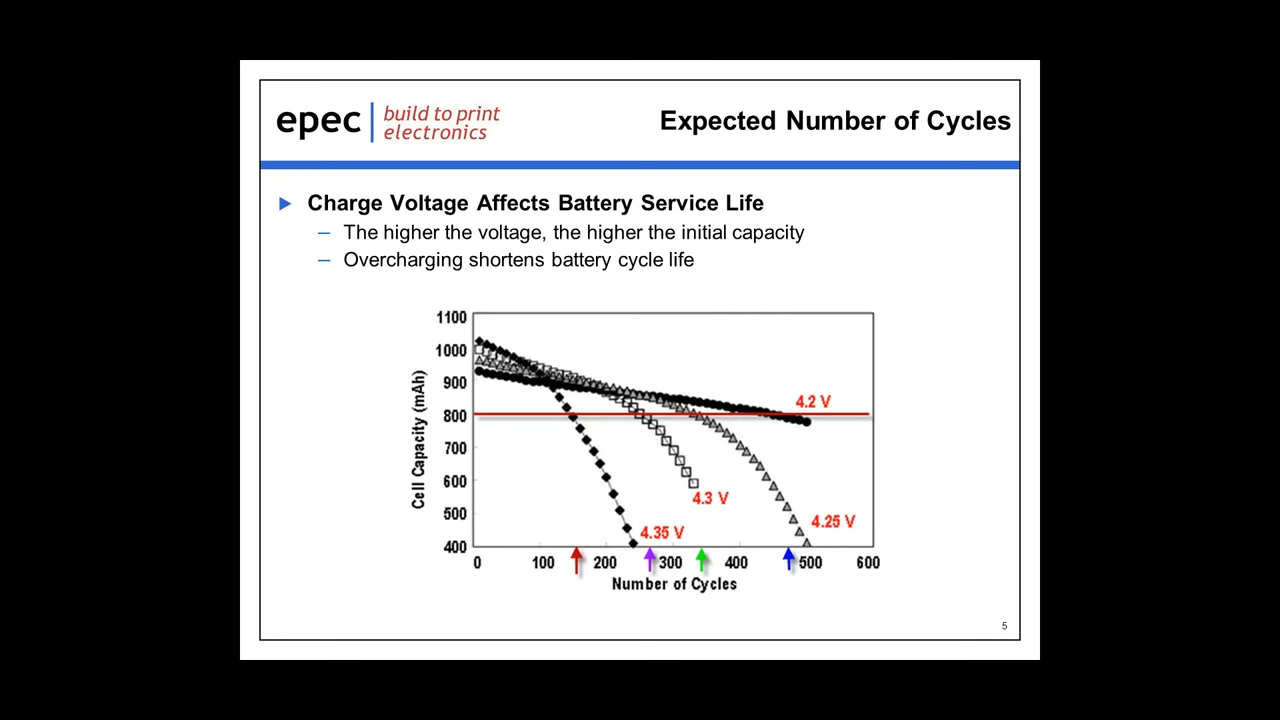 epec
build to print
electronics
Expected Number of Cycles
Charge Voltage Affects Battery Service Life
– The higher the voltage, the higher the initial capacity
– Overcharging shortens battery cycle life
Cell Capacity (mAh)
1100
1000
900
800
700
600
500
400
4.2 V
4.3 V
4.25 V
4.35 V
0 100 200 300 400 500 600
Number of Cycles
5